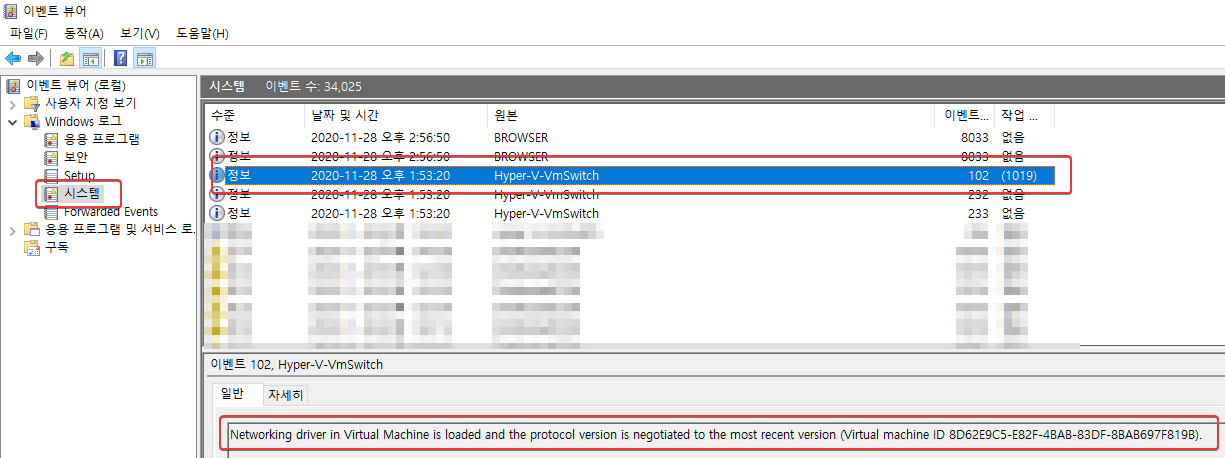 이벤트 뷰어
파일(F) 동작(A) 보기(V) 도움말(H)
이벤트 뷰어 (로컬)
사용자 지정 보기
Windows 로그
응용 프로그램
보안
Setup
시스템
Forwarded Events
응용 프로그램 및 서비스 로...
구독
시스템 이벤트 수: 34,025
수준 날짜 및 시간 원본 이벤트... 작업 ...
정보 2020-11-28 오후 2:56:50 BROWSER 8033 없음
정보 2020-11-28 오후 2:56:50 BROWSER 8033 없음
정보 2020-11-28 오후 1:53:20 Hyper-V-VmSwitch 102 (1019)
정보 2020-11-28 오후 1:53:20 Hyper-V-VmSwitch 232 없음
정보 2020-11-28 오후 1:53:20 Hyper-V-VmSwitch 233 없음
이벤트 102, Hyper-V-VmSwitch
일반 자세히
Networking driver in Virtual Machine is loaded and the protocol version is negotiated to the most recent version (Virtual machine ID 8D62E9C5-E82F-4BAB-83DF-8BAB697F819B).